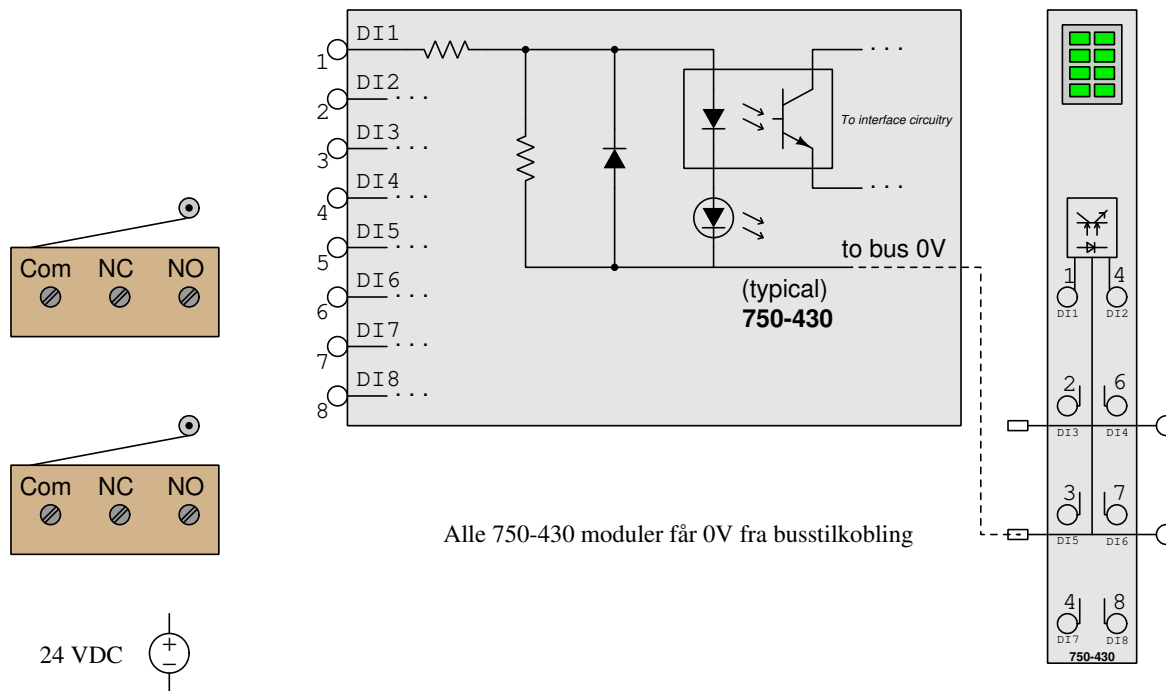 DI1
1
DI2
2
DI3
3
DI4
4
DI5
5
DI6
6
DI7
7
DI8
8
. . .
. . .
. . .
. . .
. . .
. . .
. . .
. . .
To interface circuitry
. . .
to bus 0V
(typical)
750-430
Com NC NO
Com NC NO
24 VDC
+
−
Alle 750-430 moduler får 0V fra busstilkobling
1 4
DI1 DI2
2 6
DI3 DI4
3 7
DI5 DI6
4 8
DI7 DI8
750-430